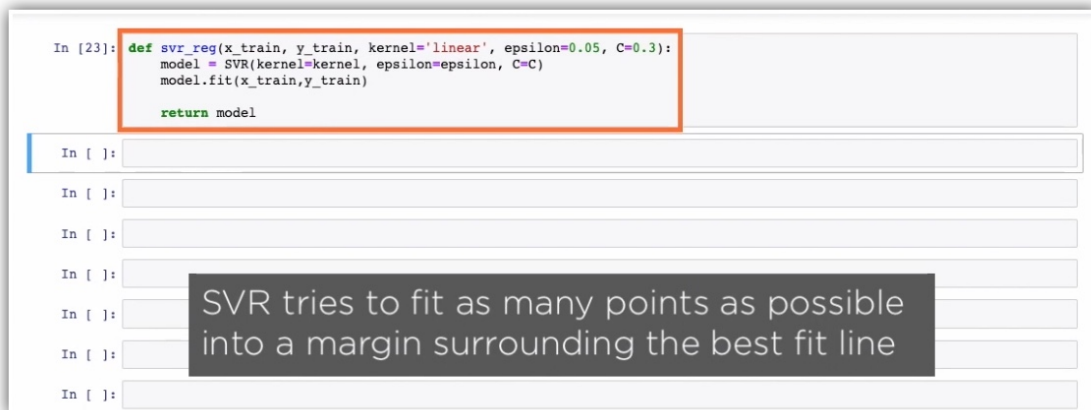 In [23]: def svr_reg(x_train, y_train, kernel='linear', epsilon=0.05, C=0.3):
model = SVR(kernel=kernel, epsilon=epsilon, C=C)
model.fit(x_train,y_train)
return model
In [ ]:
In [ ]:
In [ ]:
In [ ]:
In [ ]:
In [ ]:
In [ ]:
SVR tries to fit as many points as possible
into a margin surrounding the best fit line